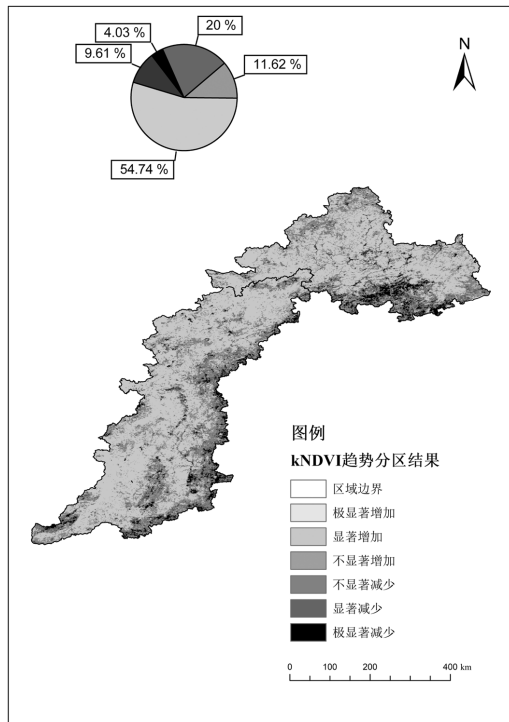 4.03 %
20 %
9.61 %
11.62 %
54.74 %
N
图例
kNDVI趋势分区结果
区域边界
极显著增加
显著增加
不显著增加
不显著减少
显著减少
极显著减少
0 100 200 400 km